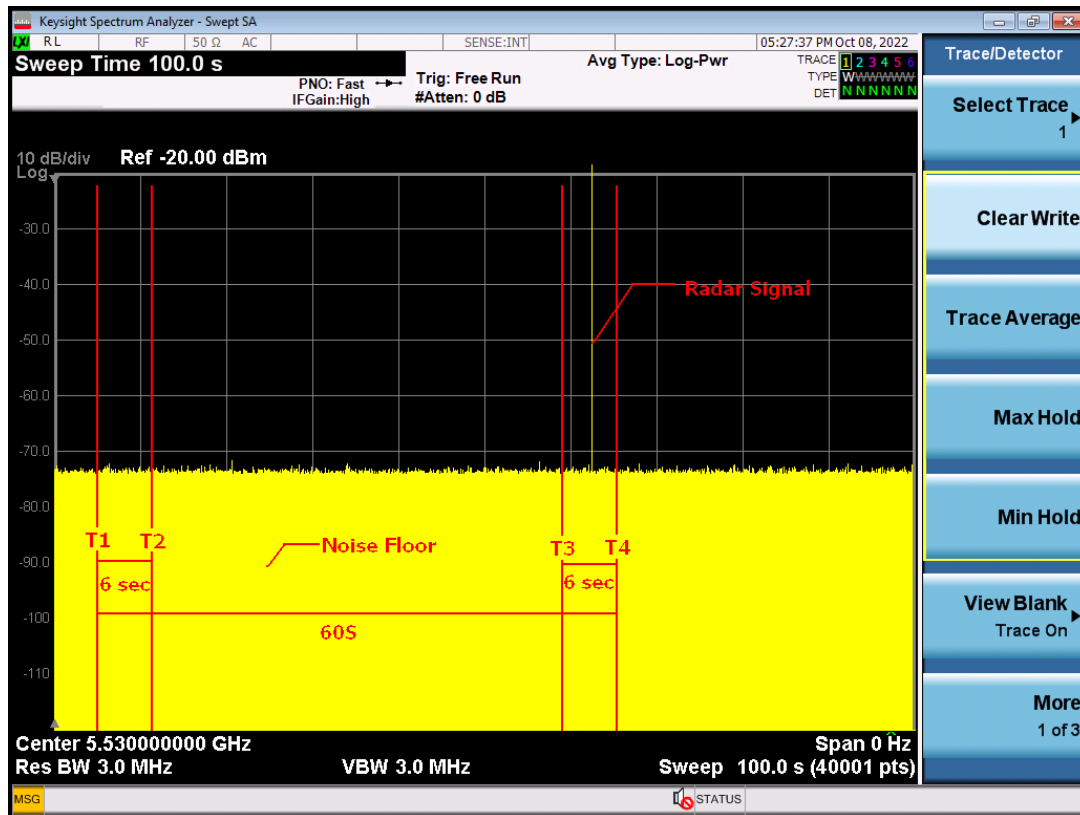 Keysight Spectrum Analyzer - Swept SA
LXI RL RF 50 Ω AC SENSE:INT 05:27:37 PM Oct 08, 2022
Sweep Time 100.0 s
PNO: Fast
IFGain:High
Trig: Free Run
#Atten: 0 dB
Avg Type: Log-Pwr
TRACE 1 2 3 4 5 6
TYPE WWWWWW
DET N N N N N N
10 dB/div Ref -20.00 dBm
Log
-30.0
-40.0
-50.0
-60.0
-70.0
-80.0
-90.0
-100
-110
Radar Signal
T1 T2
Noise Floor
T3 T4
6 sec
6 sec
60S
Center 5.530000000 GHz
Span 0 Hz
Res BW 3.0 MHz
VBW 3.0 MHz
Sweep 100.0 s (40001 pts)
MSG
STATUS
Trace/Detector
Select Trace
1
Clear Write
Trace Average
Max Hold
Min Hold
View Blank
Trace On
More
1 of 3